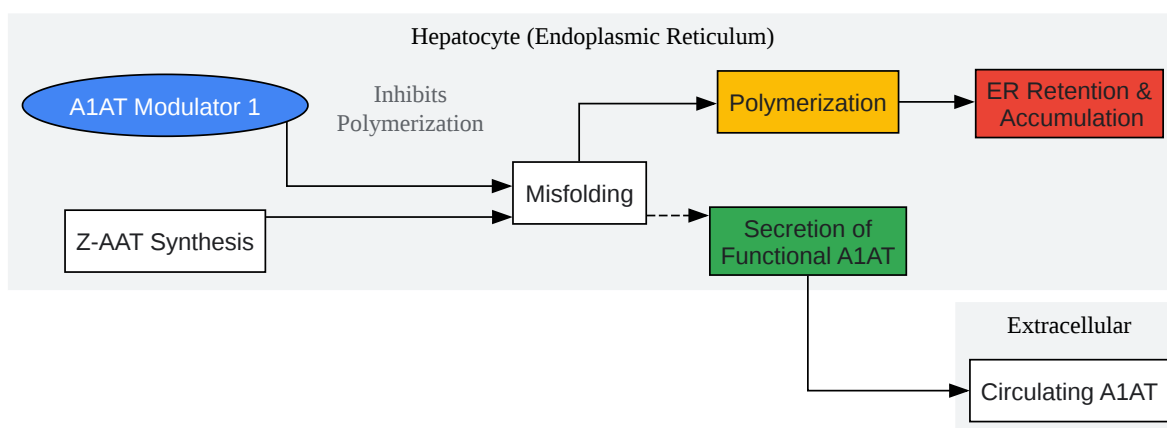 Hepatocyte (Endoplasmic Reticulum)
A1AT Modulator 1
Inhibits
Polymerization
Polymerization
ER Retention &
Accumulation
Misfolding
Z-AAT Synthesis
Secretion of
Functional A1AT
Extracellular
Circulating A1AT